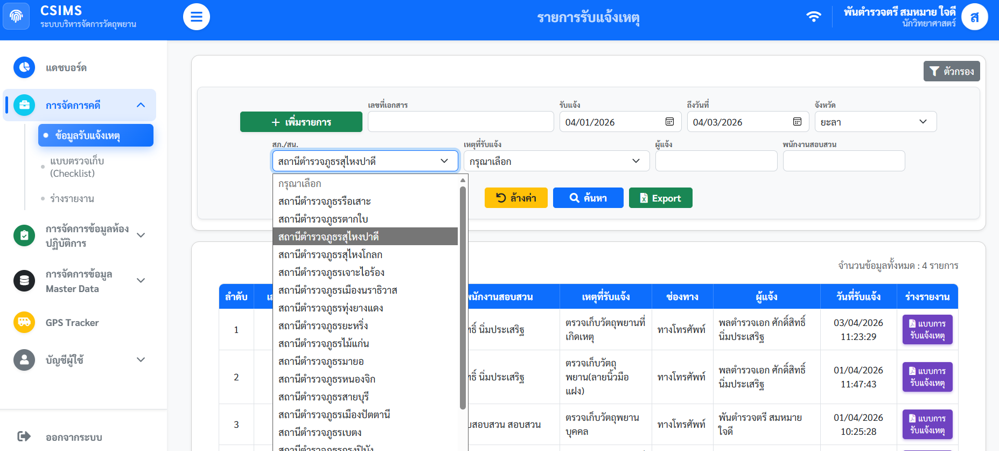 CSIMS
ระบบบริหารจัดการวัตถุพยาน
รายการรับแจ้งเหตุ
พันตำรวจตรี สมหมาย ใจดี
นักวิทยาศาสตร์
ส
แดชบอร์ด
การจัดการคดี
ข้อมูลรับแจ้งเหตุ
แบบตรวจเก็บ
(Checklist)
ร่างรายงาน
การจัดการข้อมูลห้อง
ปฏิบัติการ
การจัดการข้อมูล
Master Data
GPS Tracker
บัญชีผู้ใช้
ออกจากระบบ
ตัวกรอง
เพิ่มรายการ
เลขที่เอกสาร
รับแจ้ง
04/01/2026
ถึงวันที่
04/03/2026
จังหวัด
ยะลา
สภ./สน.
สถานีตำรวจภูธรสุไหงปาดี
เหตุที่รับแจ้ง
กรุณาเลือก
ผู้แจ้ง
พนักงานสอบสวน
กรุณาเลือก
สถานีตำรวจภูธรรือเสาะ
สถานีตำรวจภูธรตากใบ
สถานีตำรวจภูธรสุไหงปาดี
สถานีตำรวจภูธรสุไหงโกลก
สถานีตำรวจภูธรเจาะไอร้อง
สถานีตำรวจภูธรเมืองนราธิวาส
สถานีตำรวจภูธรทุ่งยางแดง
สถานีตำรวจภูธรยะหริ่ง
สถานีตำรวจภูธรไม้แก่น
สถานีตำรวจภูธรมายอ
สถานีตำรวจภูธรหนองจิก
สถานีตำรวจภูธรสายบุรี
สถานีตำรวจภูธรเมืองปัตตานี
สถานีตำรวจภูธรเบตง
สถานีตำรวจภูธรกรงปินัง
ล้างค่า
ค้นหา
Export
จำนวนข้อมูลทั้งหมด : 4 รายการ
ลำดับ
พนักงานสอบสวน
เหตุที่รับแจ้ง
ช่องทาง
ผู้แจ้ง
วันที่รับแจ้ง
ร่างรายงาน
1
นิ่มประเสริฐ
ตรวจเก็บวัตถุพยานที่
เกิดเหตุ
ทางโทรศัพท์
พลตำรวจเอก ศักดิ์สิทธิ์
นิ่มประเสริฐ
03/04/2026
11:23:29
แบบการ
รับแจ้งเหตุ
2
นิ่มประเสริฐ
ตรวจเก็บวัตถุ
พยาน(ลายนิ้วมือ
แฝง)
ทางโทรศัพท์
พลตำรวจเอก ศักดิ์สิทธิ์
นิ่มประเสริฐ
01/04/2026
11:47:43
แบบการ
รับแจ้งเหตุ
3
สอบสวน
ตรวจเก็บวัตถุพยาน
บุคคล
ทางโทรศัพท์
พันตำรวจตรี สมหมาย
ใจดี
01/04/2026
10:25:28
แบบการ
รับแจ้งเหตุ